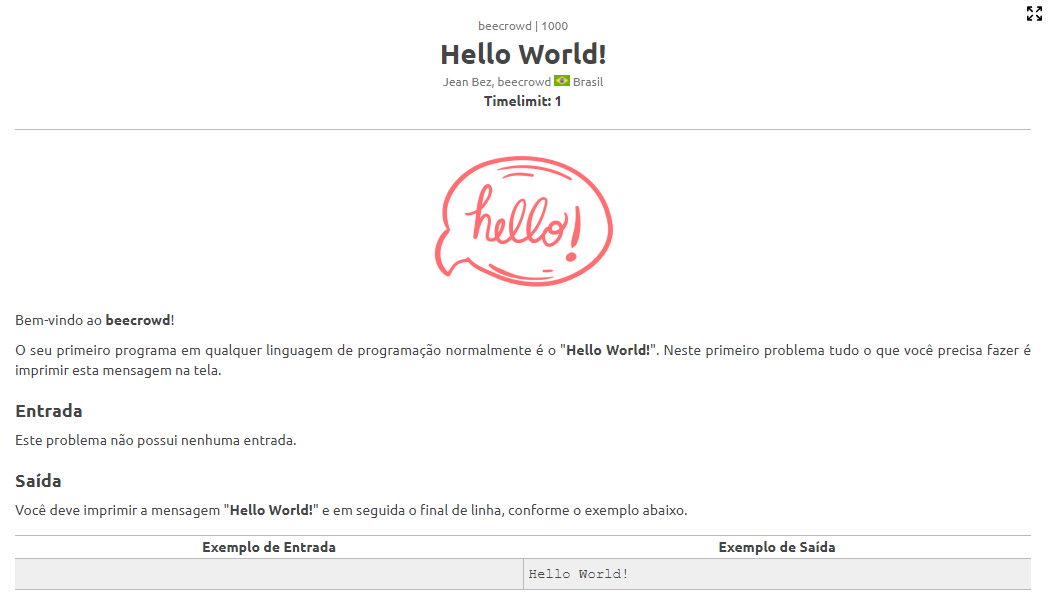 beecrowd | 1000
Hello World!
Jean Bez, beecrowd Brasil
Timelimit: 1
hello!
Bem-vindo ao beecrowd!
O seu primeiro programa em qualquer linguagem de programação normalmente é o "Hello World!". Neste primeiro problema tudo o que você precisa fazer é
imprimir esta mensagem na tela.
Entrada
Este problema não possui nenhuma entrada.
Saída
Você deve imprimir a mensagem "Hello World!" e em seguida o final de linha, conforme o exemplo abaixo.
Exemplo de Entrada Exemplo de Saída
Hello World!